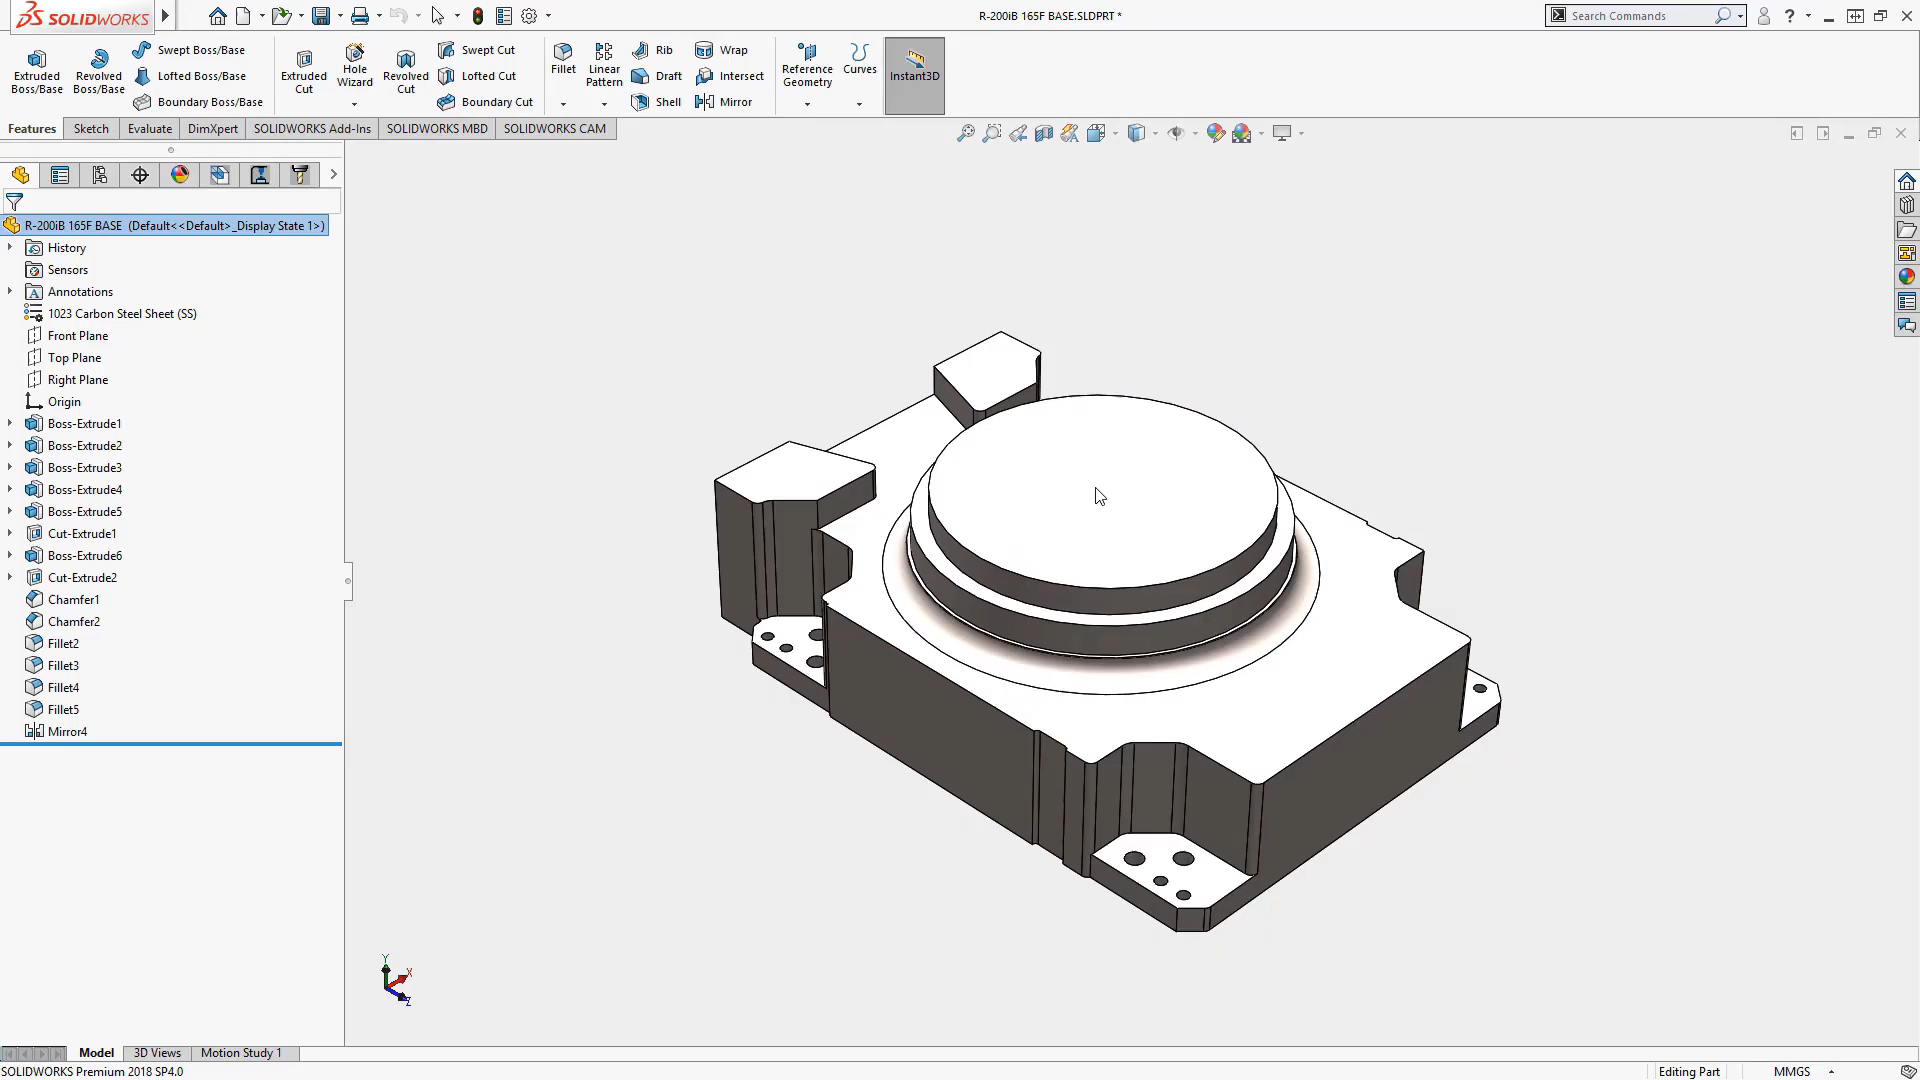 SOLIDWORKS
R-200iB 165F BASE.SLDPRT *
Search Commands
Extruded Boss/Base
Revolved Boss/Base
Swept Boss/Base
Lofted Boss/Base
Boundary Boss/Base
Extruded Cut
Hole Wizard
Revolved Cut
Swept Cut
Lofted Cut
Boundary Cut
Fillet
Linear Pattern
Rib
Draft
Shell
Wrap
Intersect
Mirror
Reference Geometry
Curves
Instant3D
Features
Sketch
Evaluate
DimXpert
SOLIDWORKS Add-Ins
SOLIDWORKS MBD
SOLIDWORKS CAM
R-200iB 165F BASE (Default<<Default>_Display State 1>)
History
Sensors
Annotations
1023 Carbon Steel Sheet (SS)
Front Plane
Top Plane
Right Plane
Origin
Boss-Extrude1
Boss-Extrude2
Boss-Extrude3
Boss-Extrude4
Boss-Extrude5
Cut-Extrude1
Boss-Extrude6
Cut-Extrude2
Chamfer1
Chamfer2
Fillet2
Fillet3
Fillet4
Fillet5
Mirror4
Y
X
Z
Model
3D Views
Motion Study 1
SOLIDWORKS Premium 2018 SP4.0
Editing Part
MMGS